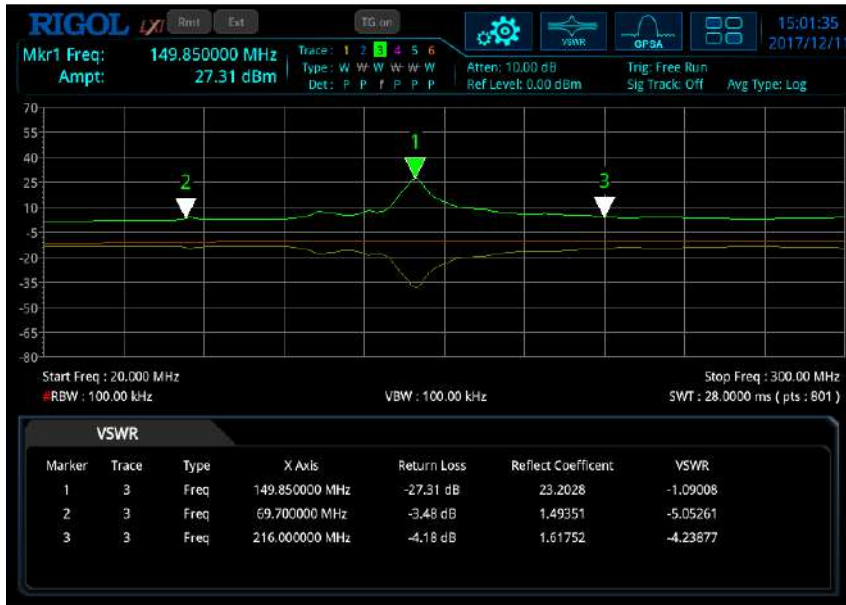 RIGOL LXI Rmt Ext TG on 15:01:35
VSWR GPSA 2017/12/11
Mkr1 Freq: 149.850000 MHz
Ampt: 27.31 dBm
Trace: 1 2 3 4 5 6
Type: W W W W W W
Det: P P f P P P
Atten: 10.00 dB
Ref Level: 0.00 dBm
Trig: Free Run
Sig Track: Off Avg Type: Log
70
55
40
25
10
-5
-20
-35
-50
-65
-80
2
1
3
Start Freq : 20.000 MHz Stop Freq : 300.00 MHz
#RBW : 100.00 kHz VBW : 100.00 kHz SWT : 28.0000 ms ( pts : 801 )
VSWR
Marker Trace Type X Axis Return Loss Reflect Coefficent VSWR
1 3 Freq 149.850000 MHz -27.31 dB 23.2028 -1.09008
2 3 Freq 69.700000 MHz -3.48 dB 1.49351 -5.05261
3 3 Freq 216.000000 MHz -4.18 dB 1.61752 -4.23877